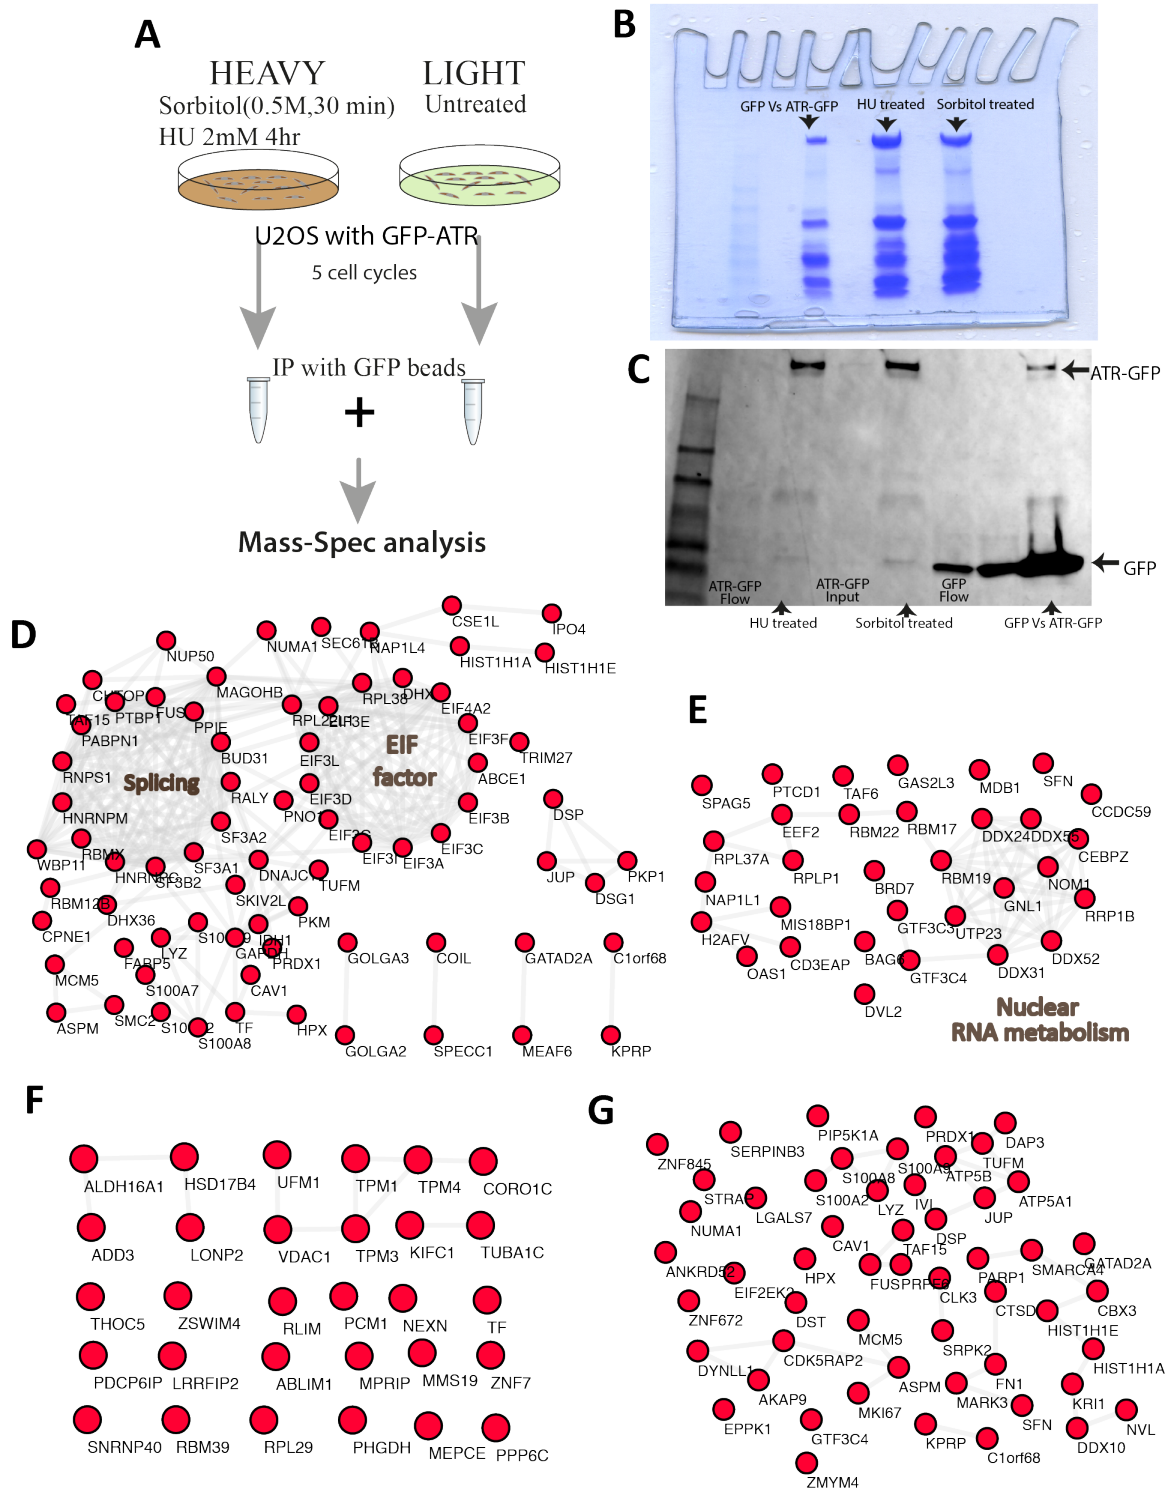 A
HEAVY
Sorbitol(0.5M,30 min)
HU 2mM 4hr
LIGHT
Untreated
U2OS with GFP-ATR
5 cell cycles
IP with GFP beads
+
Mass-Spec analysis
B
GFP Vs ATR-GFP
HU treated
Sorbitol treated
C
ATR-GFP
GFP
ATR-GFP
Flow
ATR-GFP
Input
GFP
Flow
HU treated
Sorbitol treated
GFP Vs ATR-GFP
D
CSE1L
IPO4
NUP50
NUMA1
NAP1L4
HIST1H1A
HIST1H1E
MAGOHB
RPL38
TAF15
PTBP1
FUS
PPIE
EIF3E
EIF4A2
PABPN1
BUD31
EIF3L
EIF3F
TRIM27
RNPS1
Splicing
EIF
factor
ABCE1
RALY
EIF3D
HNRNPM
PNO1
EIF3B
DSP
SF3A2
RBMX
EIF3I
EIF3A
EIF3C
WBP11
SF3A1
SF3B2
TUFM
JUP
PKP1
RBM12B
SKIV2L
DSG1
DHX36
PKM
CPNE1
LYZ
IDH1
GAPDH
FABP5
PRDX1
GOLGA3
COIL
GATAD2A
C1orf68
MCM5
S100A7
CAV1
ASPM
SMC2
TF
HPX
S100A8
GOLGA2
SPECC1
MEAF6
KPRP
E
SPAG5
PTCD1
TAF6
GAS2L3
MDB1
SFN
CCDC59
EEF2
RBM22
RBM17
DDX24
DDX55
RPL37A
CEBPZ
RPLP1
BRD7
RBM19
NOM1
NAP1L1
GNL1
RRP1B
MIS18BP1
GTF3C3
UTP23
H2AFV
CD3EAP
BAG6
DDX52
OAS1
GTF3C4
DDX31
DVL2
Nuclear
RNA metabolism
F
ALDH16A1
HSD17B4
UFM1
TPM1
TPM4
CORO1C
ADD3
LONP2
VDAC1
TPM3
KIFC1
TUBA1C
THOC5
ZSWIM4
RLIM
PCM1
NEXN
TF
PDCP6IP
LRRFIP2
ABLIM1
MPRIP
MMS19
ZNF7
SNRNP40
RBM39
RPL29
PHGDH
MEPCE
PPP6C
G
PIP5K1A
PRDX1
DAP3
SERPINB3
ZNF845
S100A9
TUFM
S100A8
ATP5B
STRAP
S100A2
LYZ
IVL
ATP5A1
NUMA1
LGALS7
JUP
CAV1
TAF15
DSP
ANKRD52
HPX
FUS
PRPF6
PARP1
SMARCA4
GATAD2A
EIF2EK2
CLK3
CTSD
CBX3
ZNF672
DST
HIST1H1E
MCM5
SRPK2
DYNLL1
CDK5RAP2
HIST1H1A
ASPM
FN1
AKAP9
MARK3
KRI1
EPPK1
MKI67
SFN
NVL
GTF3C4
KPRP
DDX10
C1orf68
ZMYM4